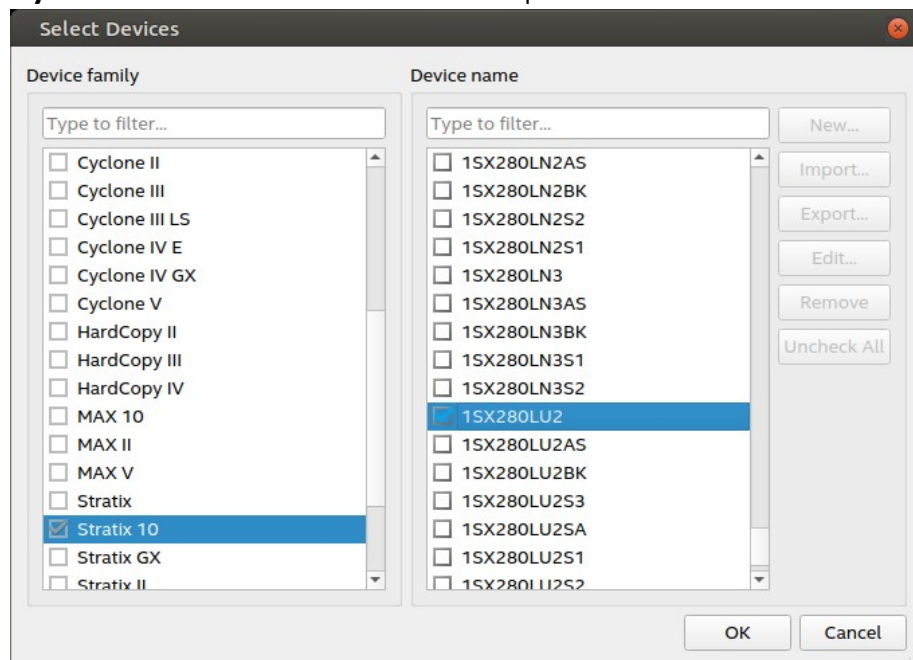 Select Devices
Device family
Device name
Type to filter...
Cyclone II
Cyclone III
Cyclone III LS
Cyclone IV E
Cyclone IV GX
Cyclone V
HardCopy II
HardCopy III
HardCopy IV
MAX 10
MAX II
MAX V
Stratix
Stratix 10
Stratix GX
Stratix II
Type to filter...
1SX280LN2AS
1SX280LN2BK
1SX280LN2S2
1SX280LN2S1
1SX280LN3
1SX280LN3AS
1SX280LN3BK
1SX280LN3S1
1SX280LN3S2
1SX280LU2
1SX280LU2AS
1SX280LU2BK
1SX280LU2S3
1SX280LU2SA
1SX280LU2S1
1SX280LU2S2
New...
Import...
Export...
Edit...
Remove
Uncheck All
OK
Cancel